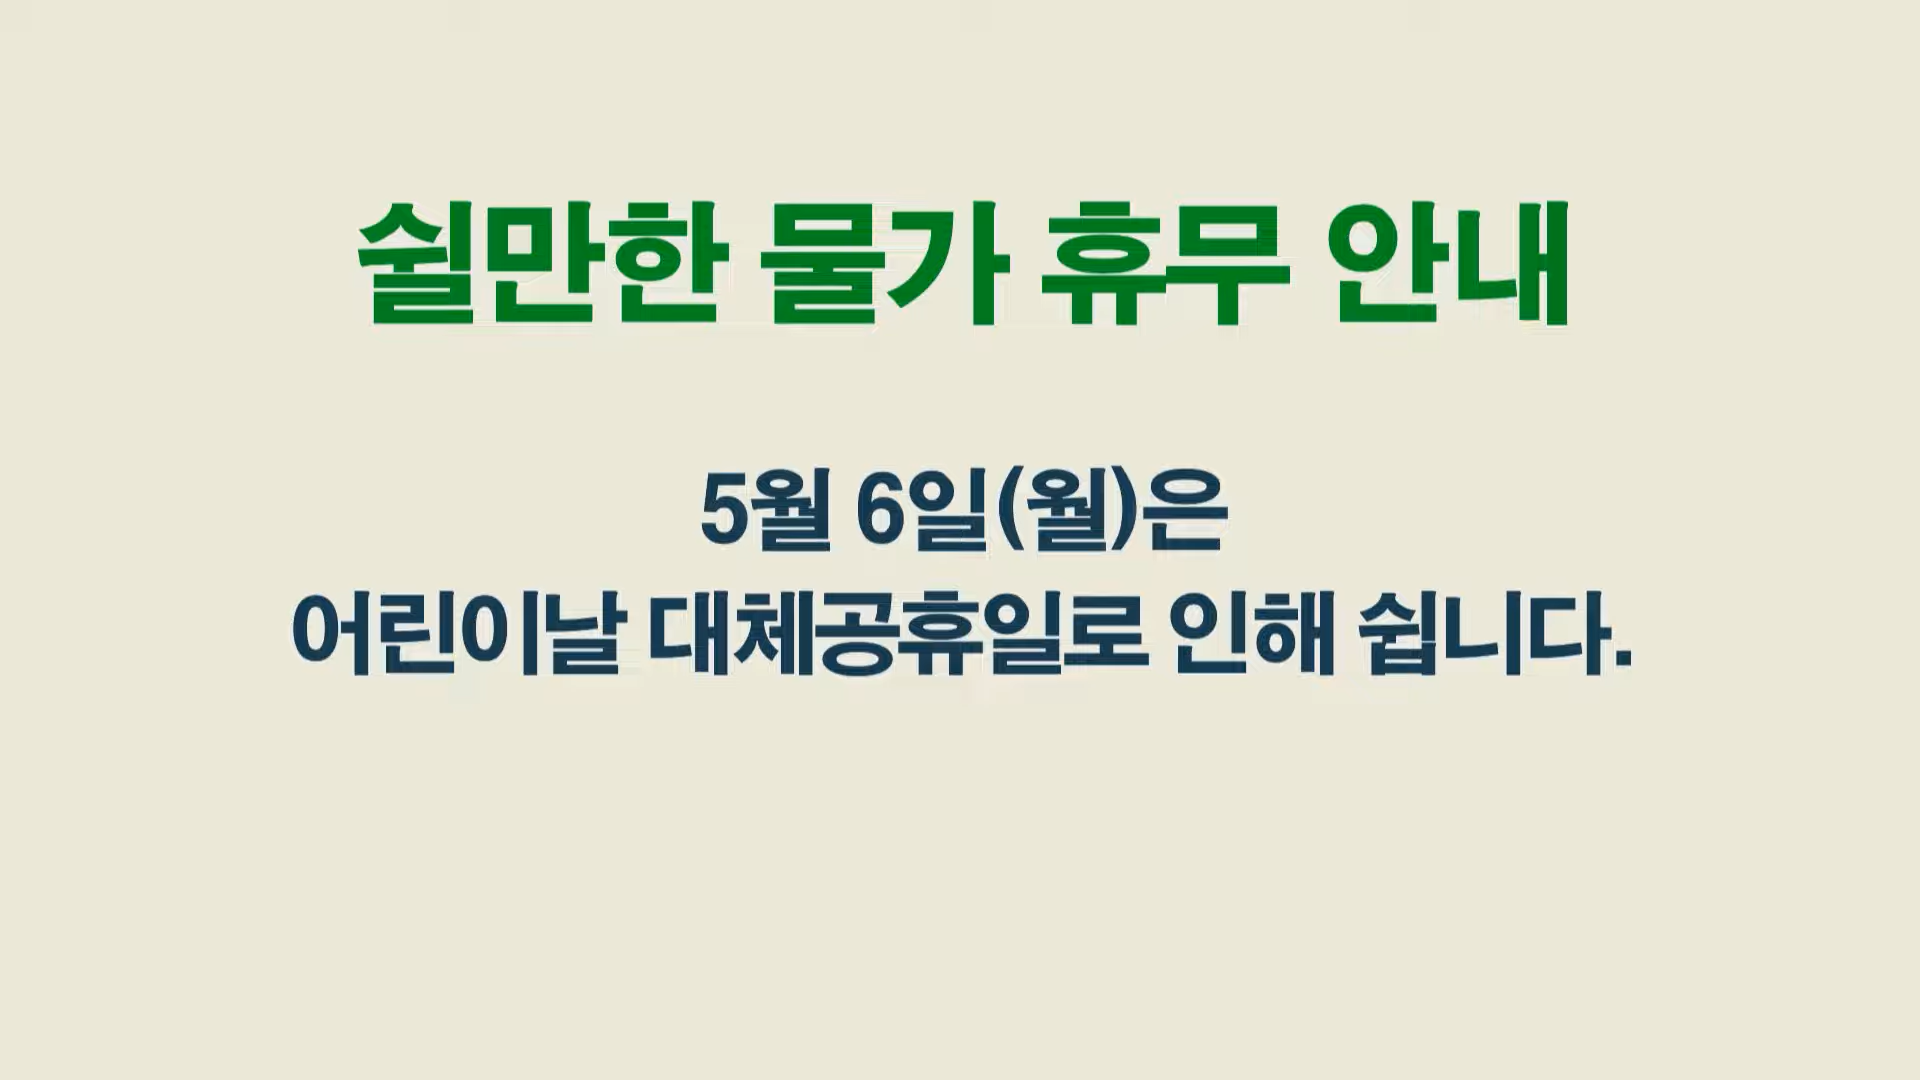 쉴만한 물가 휴무 안내
5월 6일(월)은
어린이날 대체공휴일로 인해 쉽니다.